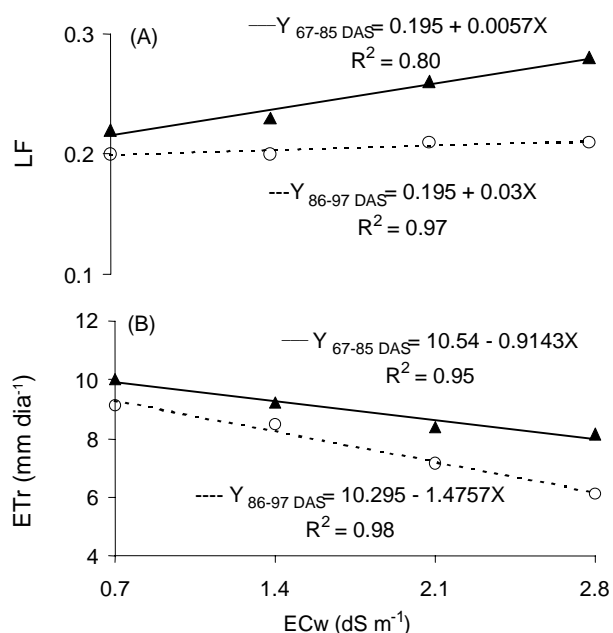 (A)
—Y 67-85 DAS= 0.195 + 0.0057X
R² = 0.80
0.3
0.2
0.1
LF
---Y 86-97 DAS= 0.195 + 0.03X
R² = 0.97
(B)
— Y 67-85 DAS= 10.54 - 0.9143X
R² = 0.95
12
10
8
6
4
ETr (mm dia⁻¹)
---- Y 86-97 DAS= 10.295 - 1.4757X
R² = 0.98
0.7 1.4 2.1 2.8
ECw (dS m⁻¹)